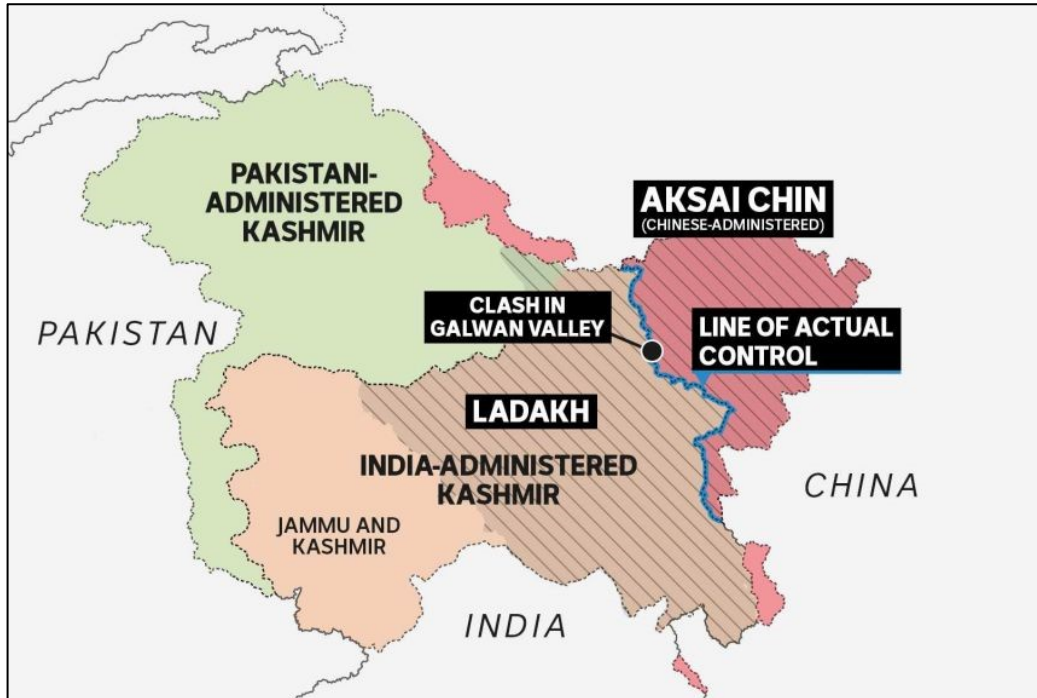 PAKISTANI-
ADMINISTERED
KASHMIR
AKSAI CHIN
(CHINESE-ADMINISTERED)
CLASH IN
GALWAN VALLEY
LINE OF ACTUAL
CONTROL
PAKISTAN
LADAKH
INDIA-ADMINISTERED
KASHMIR
CHINA
JAMMU AND
KASHMIR
INDIA